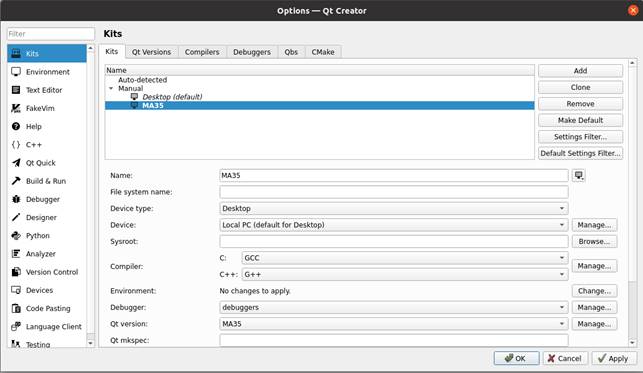 Options — Qt Creator
Filter
Kits
Kits
Environment
Text Editor
FakeVim
Help
C++
Qt Quick
Build & Run
Debugger
Designer
Python
Analyzer
Version Control
Devices
Code Pasting
Language Client
Testing
Kits Qt Versions Compilers Debuggers Qbs CMake
Name
Auto-detected
Manual
Desktop (default)
MA35
Add
Clone
Remove
Make Default
Settings Filter...
Default Settings Filter...
Name: MA35
File system name:
Device type: Desktop
Device: Local PC (default for Desktop) Manage...
Sysroot: Browse...
Compiler: C: GCC Manage...
C++: G++
Environment: No changes to apply. Change...
Debugger: debuggers Manage...
Qt version: MA35 Manage...
Qt mkspec:
OK Cancel Apply